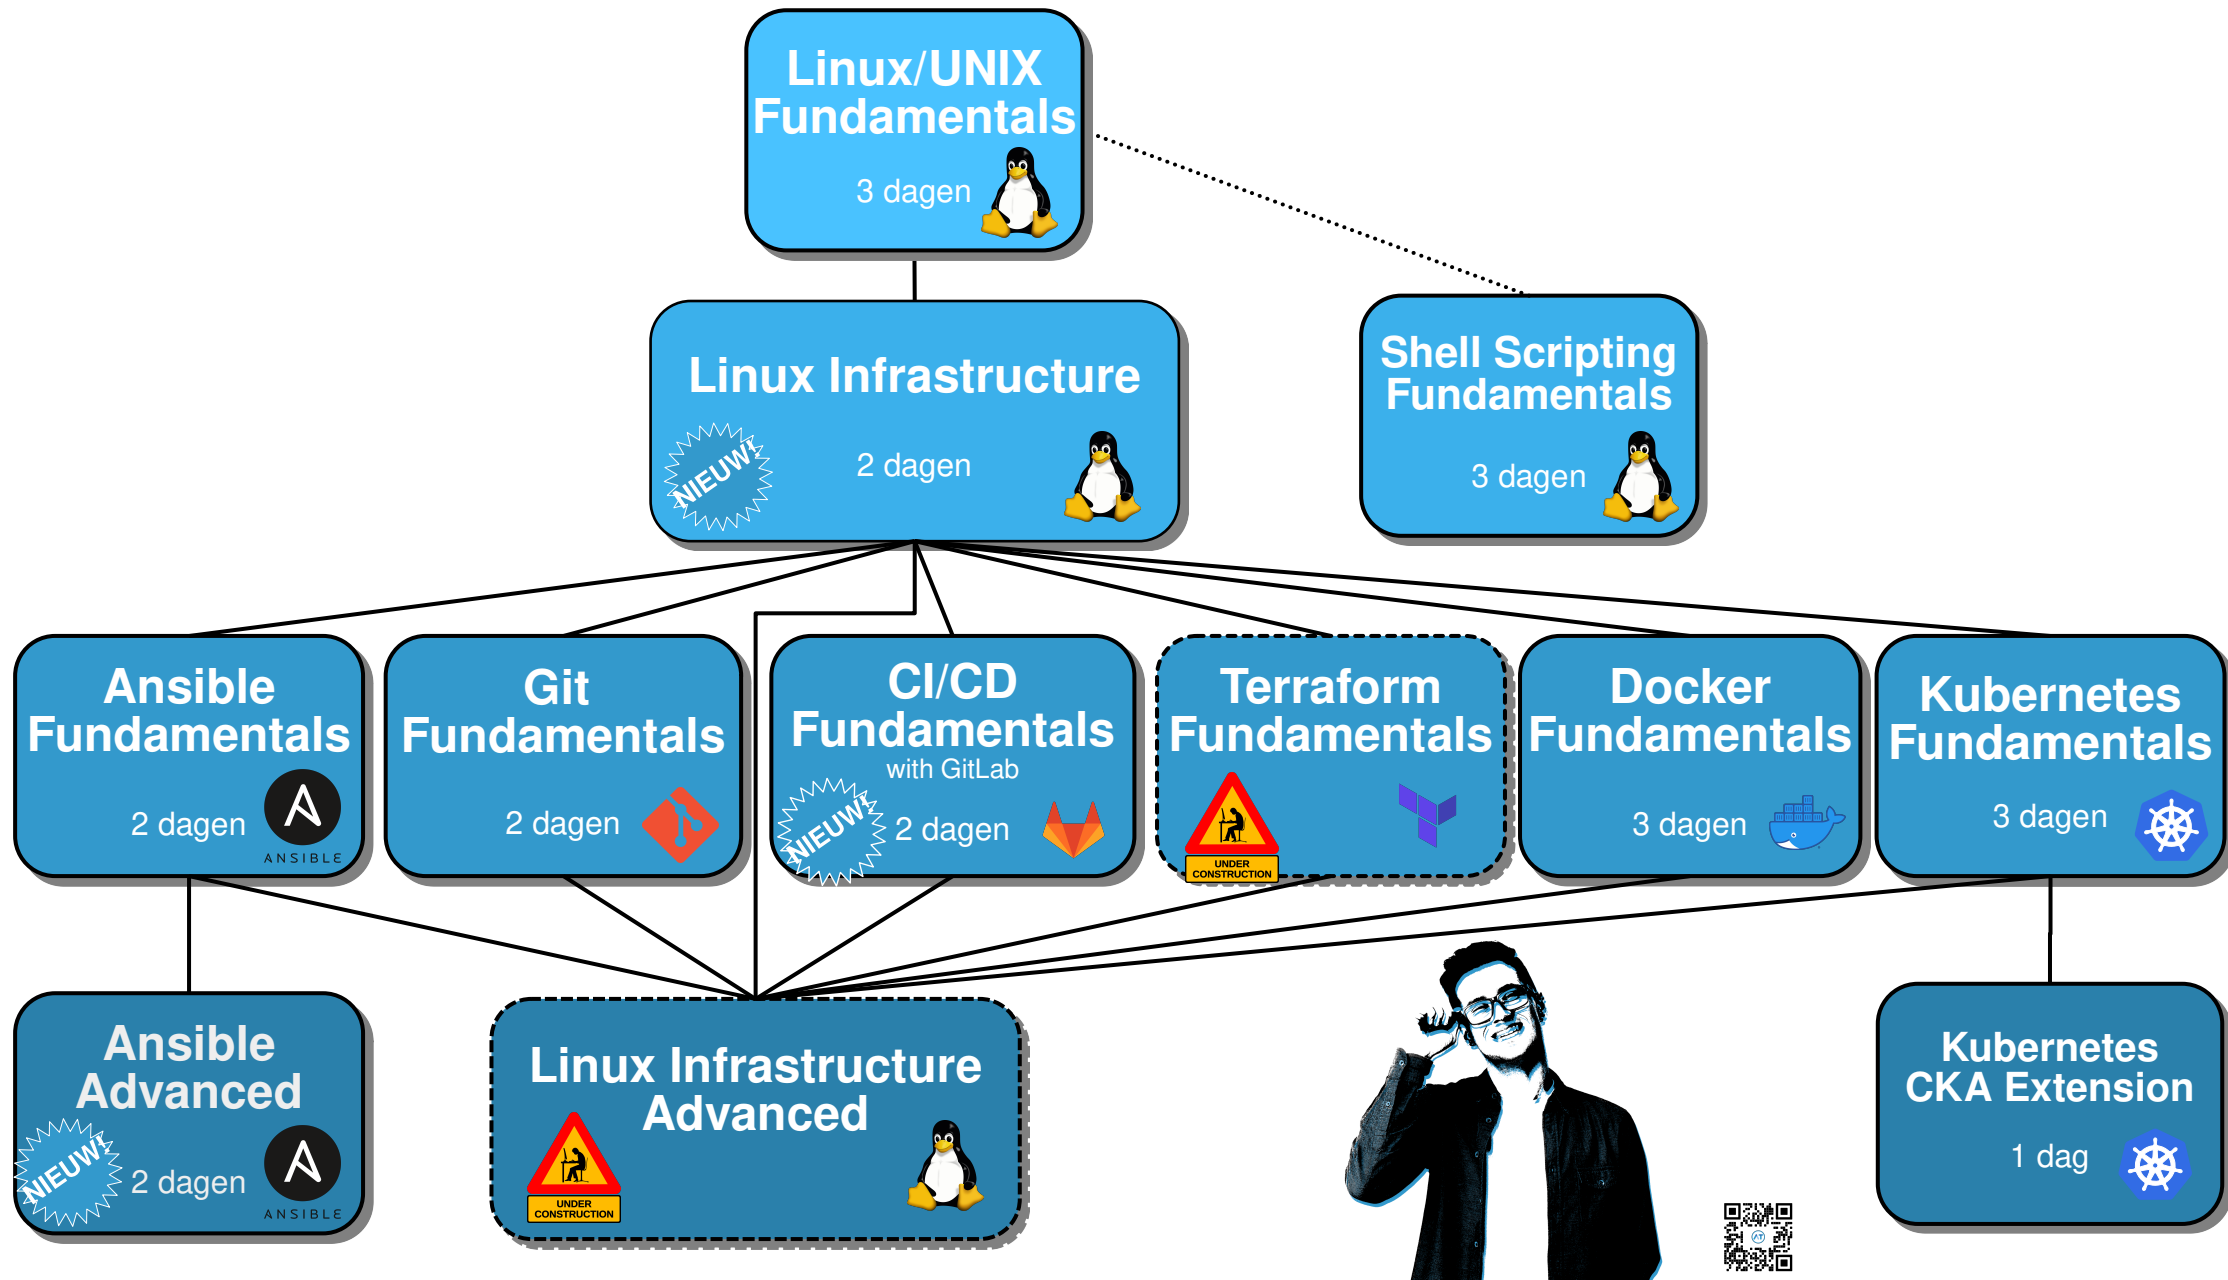 Linux/UNIX
Fundamentals
3 dagen
Linux Infrastructure
NIEUW!
2 dagen
Shell Scripting
Fundamentals
3 dagen
Ansible
Fundamentals
2 dagen
ANSIBLE
Git
Fundamentals
2 dagen
CI/CD
Fundamentals
with GitLab
NIEUW!
2 dagen
Terraform
Fundamentals
UNDER
CONSTRUCTION
Docker
Fundamentals
3 dagen
Kubernetes
Fundamentals
3 dagen
Ansible
Advanced
NIEUW!
2 dagen
ANSIBLE
Linux Infrastructure
Advanced
UNDER
CONSTRUCTION
Kubernetes
CKA Extension
1 dag
AT